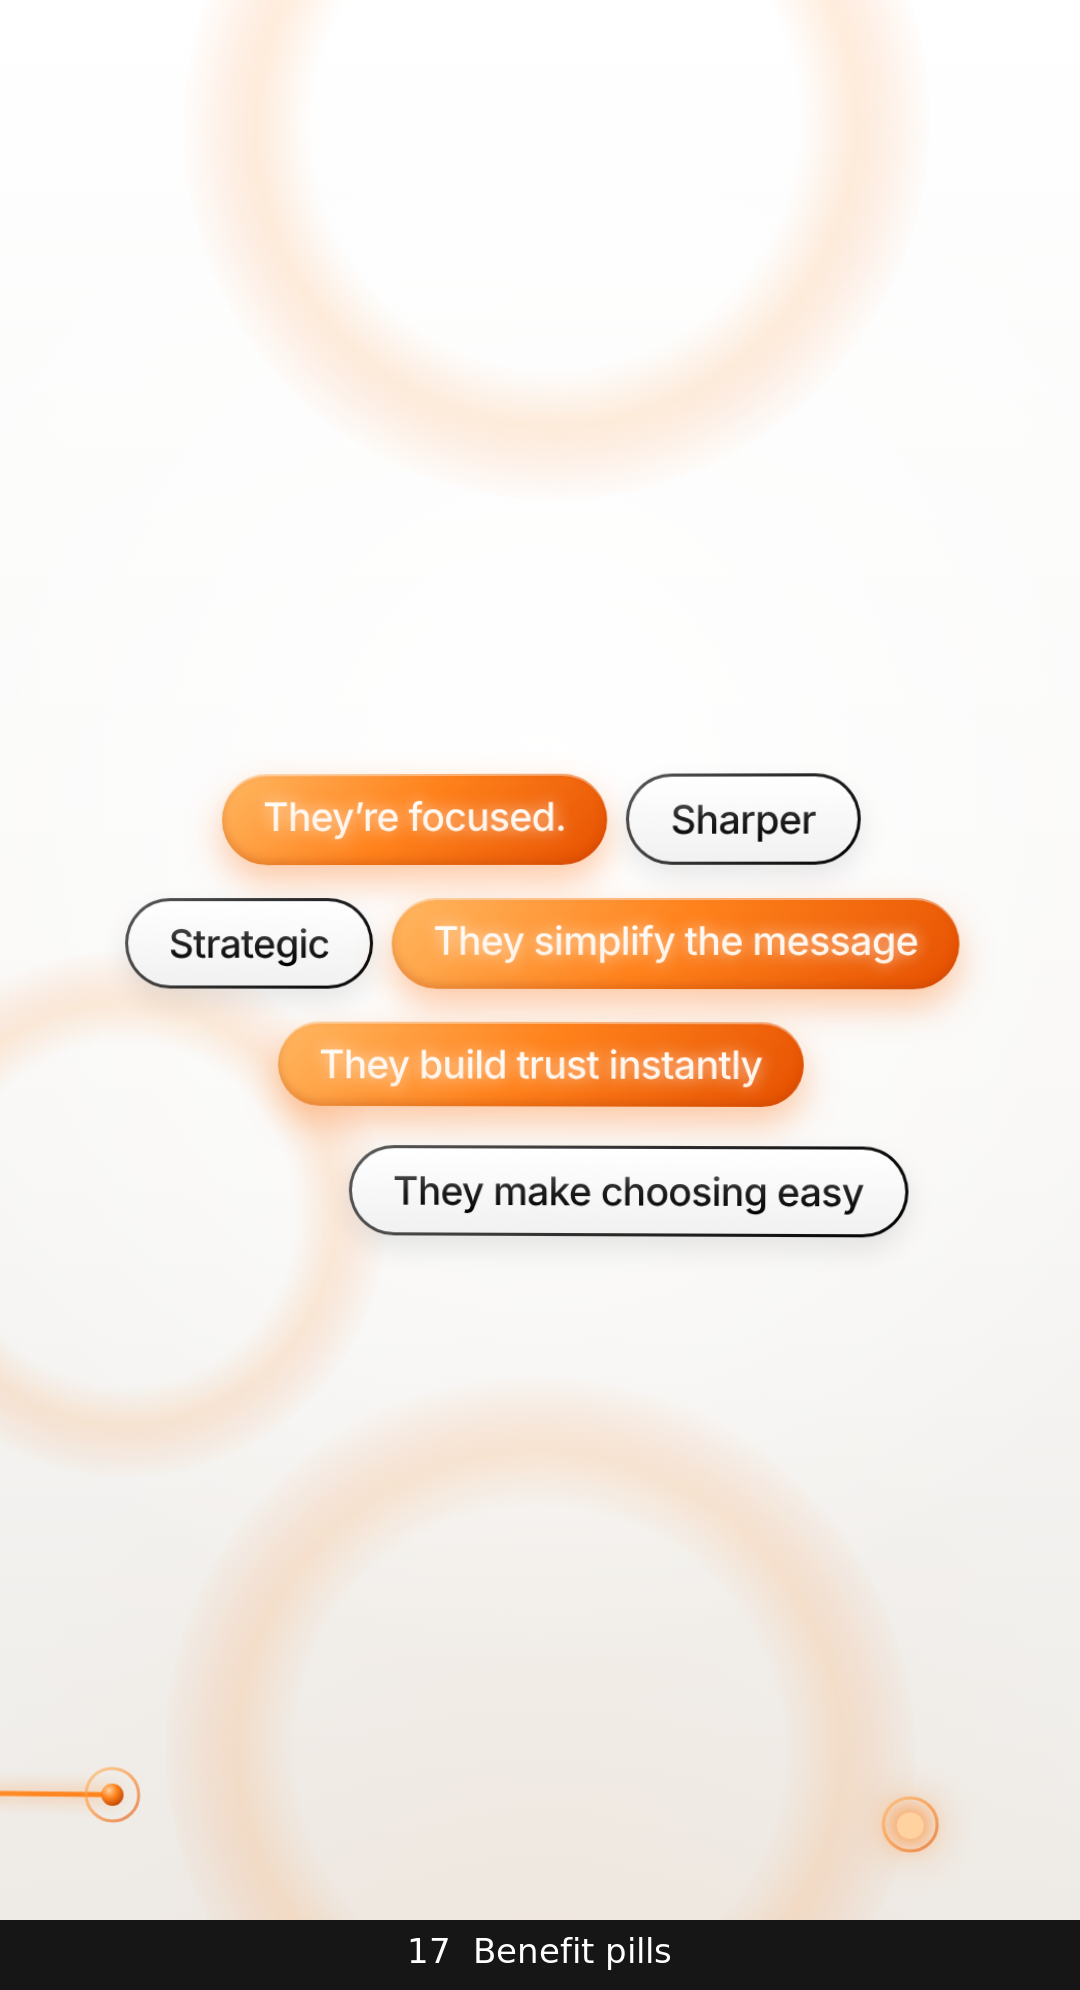 They’re focused. Sharper
Strategic They simplify the message
They build trust instantly
They make choosing easy
17 Benefit pills